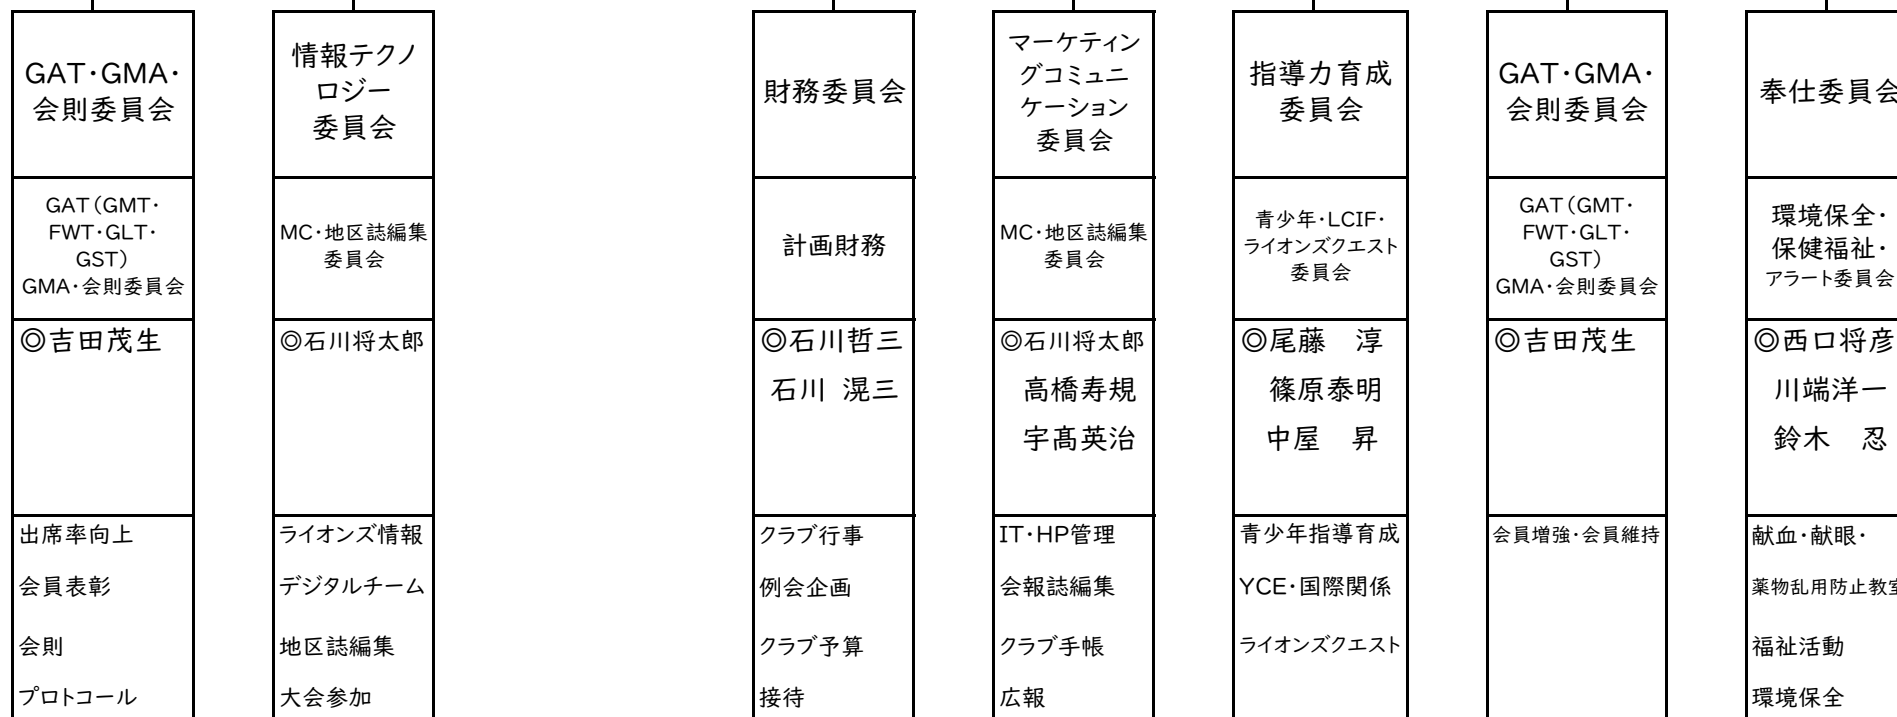 GAT・GMA・
会則委員会
GAT(GMT・
FWT・GLT・
GST)
GMA・会則委員会
◎吉田茂生
出席率向上
会員表彰
会則
プロトコール
情報テクノ
ロジー
委員会
MC・地区誌編集
委員会
◎石川将太郎
ライオンズ情報
デジタルチーム
地区誌編集
大会参加
財務委員会
計画財務
◎石川哲三
石川 滉三
クラブ行事
例会企画
クラブ予算
接待
マーケティン
グコミュニ
ケーション
委員会
MC・地区誌編集
委員会
◎石川将太郎
高橋寿規
宇髙英治
IT・HP管理
会報誌編集
クラブ手帳
広報
指導力育成
委員会
青少年・LCIF・
ライオンズクエスト
委員会
◎尾藤　淳
篠原泰明
中屋　昇
青少年指導育成
YCE・国際関係
ライオンズクエスト
GAT・GMA・
会則委員会
GAT(GMT・
FWT・GLT・
GST)
GMA・会則委員会
◎吉田茂生
会員増強・会員維持
奉仕委員会
環境保全・
保健福祉・
アラート委員会
◎西口将彦
川端洋一
鈴木　忍
献血・献眼・
薬物乱用防止教室
福祉活動
環境保全